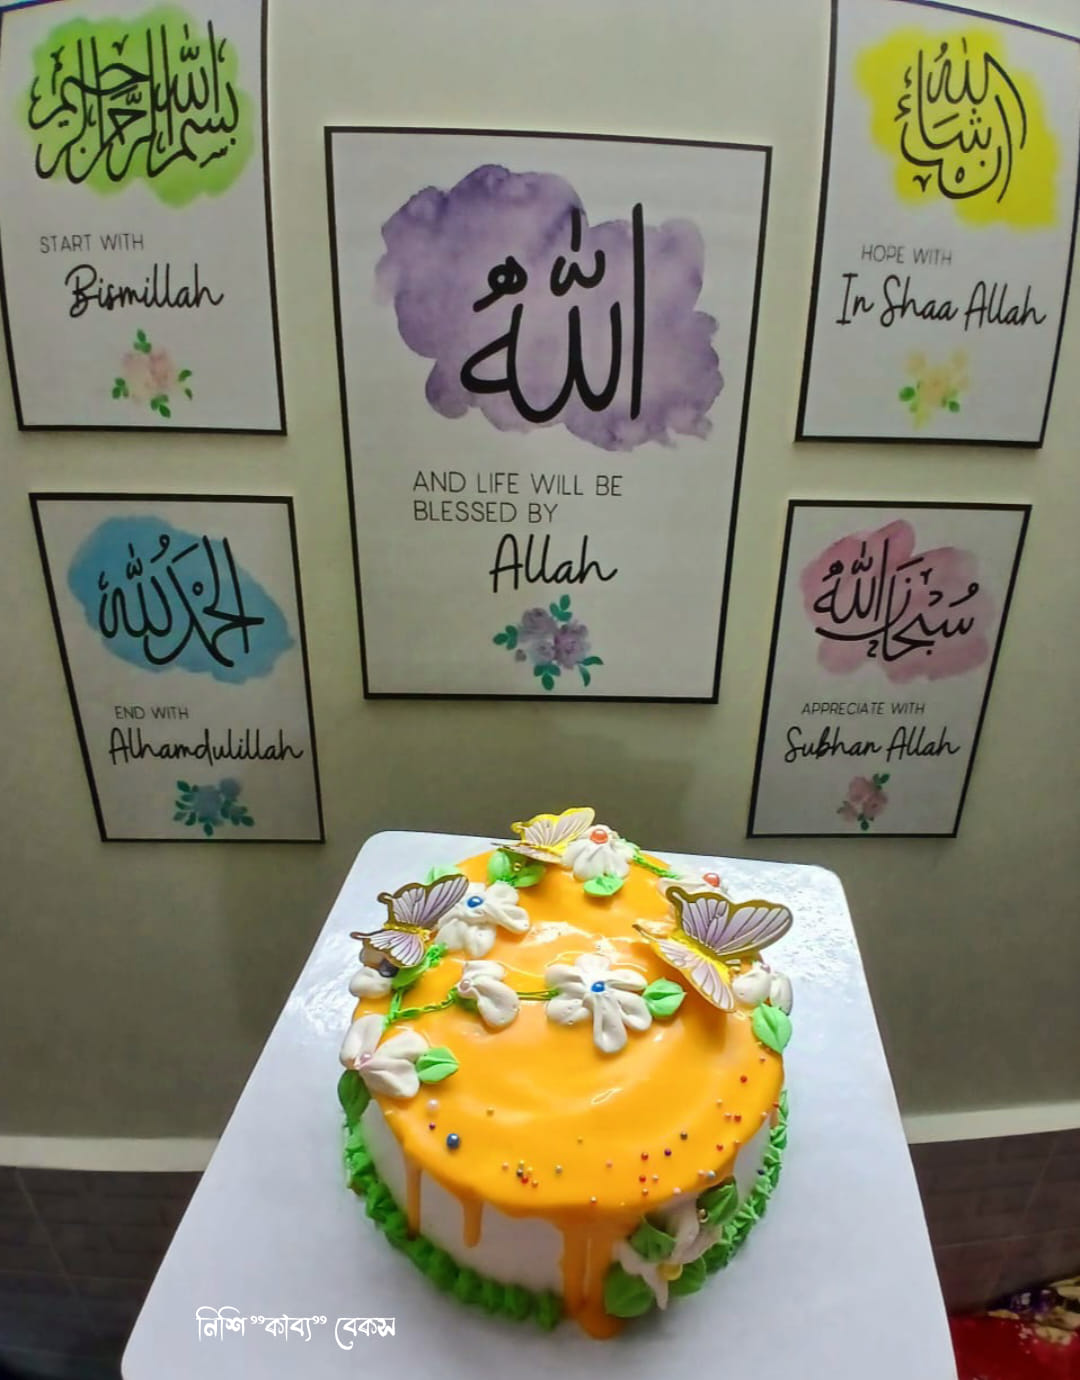 بسم الله الرحمن الرحيم
START WITH
Bismillah
الله
AND LIFE WILL BE
BLESSED BY
Allah
إن شاء الله
HOPE WITH
In Shaa Allah
الحمد لله
END WITH
Alhamdulillah
سبحان الله
APPRECIATE WITH
Subhan Allah
নিশি "কাব্য" বেকস